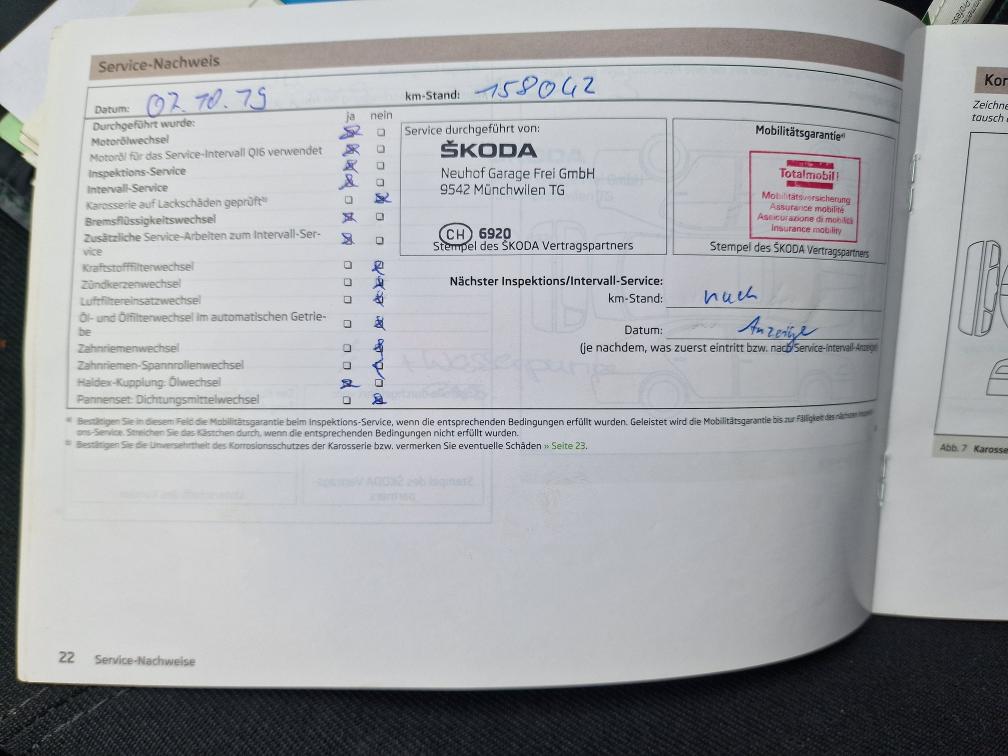 Service-Nachweis
Datum: 02.10.19 km-Stand: 158042
Durchgeführt wurde: ja nein
Motorölwechsel
Motoröl für das Service-Intervall QI6 verwendet
Inspektions-Service
Intervall-Service
Karosserie auf Lackschäden geprüft b)
Bremsflüssigkeitswechsel
Zusätzliche Service-Arbeiten zum Intervall-Ser-
vice
Kraftstofffilterwechsel
Zündkerzenwechsel
Luftfiltereinsatzwechsel
Öl- und Ölfilterwechsel im automatischen Getrie-
be
Zahnriemenwechsel
Zahnriemen-Spannrollenwechsel
Haldex-Kupplung: Ölwechsel
Pannenset: Dichtungsmittelwechsel
Service durchgeführt von:
ŠKODA
Neuhof Garage Frei GmbH
9542 Münchwilen TG
CH 6920
Stempel des ŠKODA Vertragspartners
Mobilitätsgarantie a)
Totalmobil!
Mobilitätsversicherung
Assurance mobilité
Assicurazione di mobilità
Insurance mobility
Stempel des ŠKODA Vertragspartners
Nächster Inspektions/Intervall-Service:
km-Stand: nach
Datum: Anzeige
(je nachdem, was zuerst eintritt bzw. nach Service-Intervall-Anzeige)
a) Bestätigen Sie in diesem Feld die Mobilitätsgarantie beim Inspektions-Service, wenn die entsprechenden Bedingungen erfüllt wurden. Geleistet wird die Mobilitätsgarantie bis zur Fälligkeit des nächsten Inspekti-
ons-Service. Streichen Sie das Kästchen durch, wenn die entsprechenden Bedingungen nicht erfüllt wurden.
b) Bestätigen Sie die Unversehrtheit des Korrosionsschutzes der Karosserie bzw. vermerken Sie eventuelle Schäden » Seite 23.
22 Service-Nachweise
Kor
Zeichne
tausch
Abb. 7 Karosse